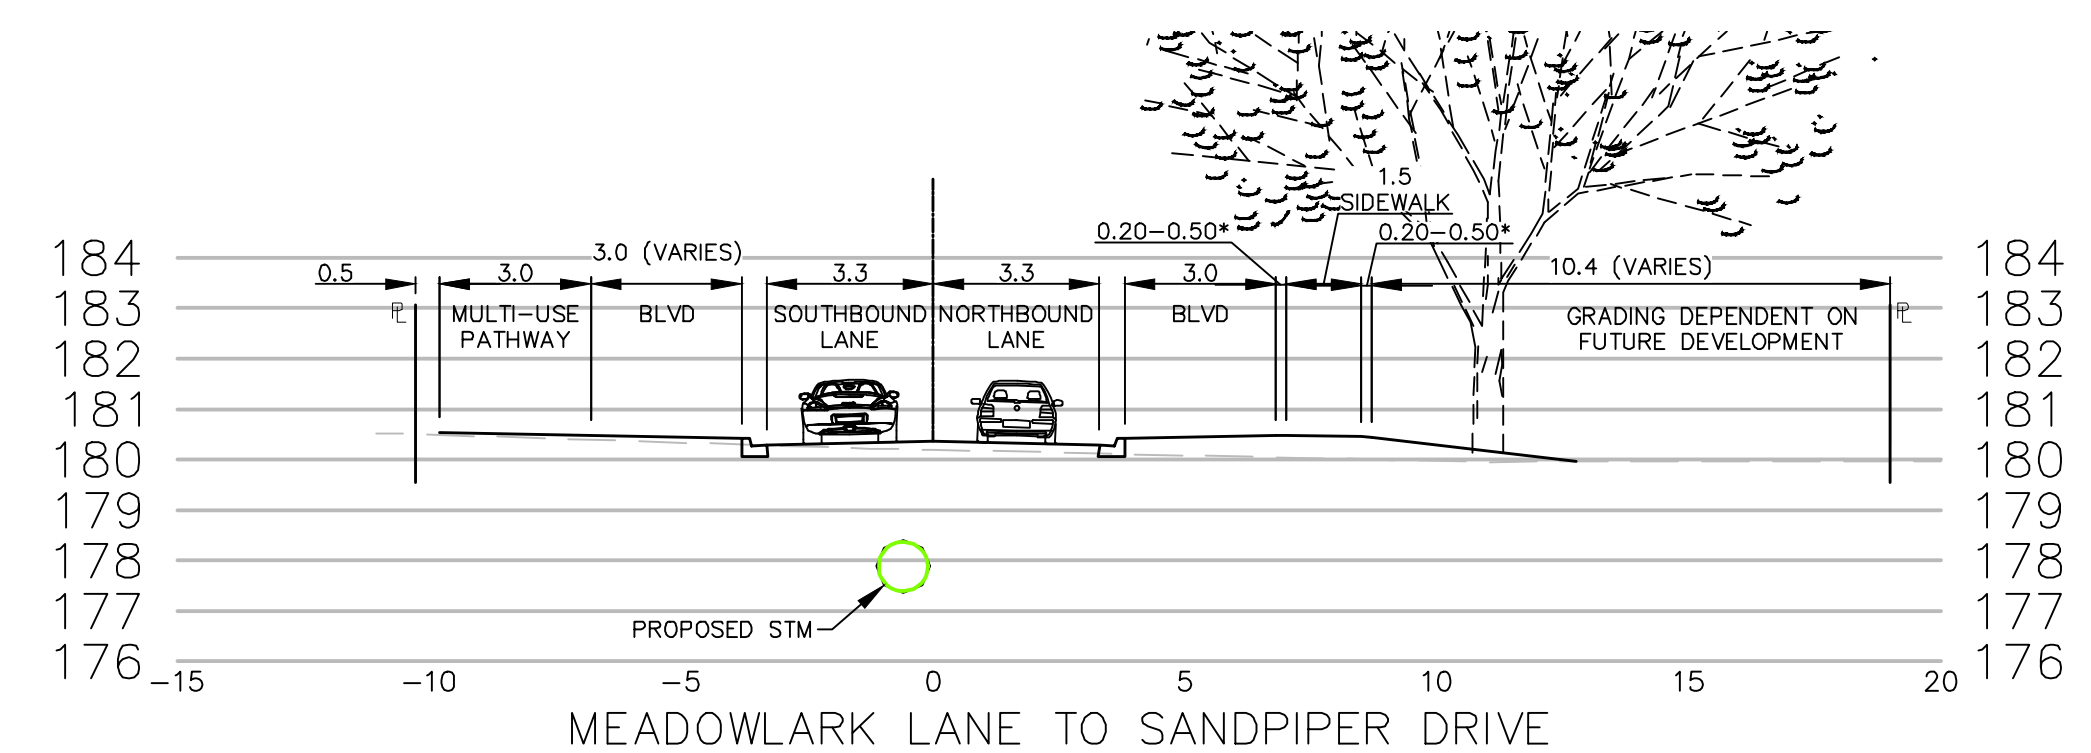 1.5
SIDEWALK
0.20-0.50* 0.20-0.50*
184 3.0 (VARIES) 10.4 (VARIES) 184
0.5 3.0 3.3 3.3 3.0
183 PL MULTI-USE BLVD SOUTHBOUND NORTHBOUND BLVD GRADING DEPENDENT ON PL 183
PATHWAY LANE LANE FUTURE DEVELOPMENT
182 182
181 181
180 180
179 179
178 178
177 177
PROPOSED STM
176 176
-15 -10 -5 0 5 10 15 20
MEADOWLARK LANE TO SANDPIPER DRIVE